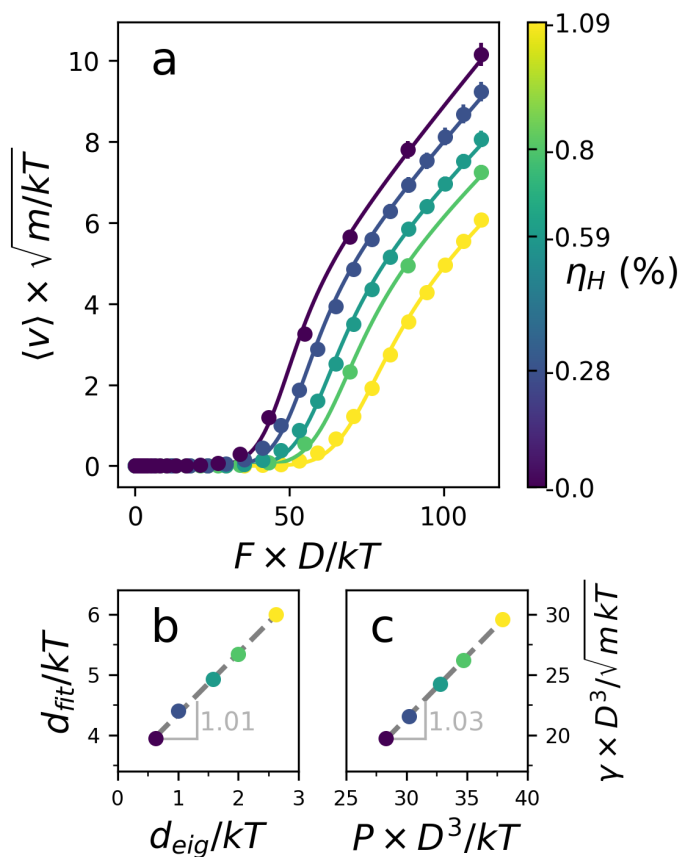 a
10
8
6
4
2
0
⟨v⟩ × √m/kT
0 50 100
F × D/kT
1.09
0.8
0.59
0.28
0.0
η_H (%)
b
6
5
4
d_fit/kT
1.01
0 1 2 3
d_eig/kT
c
1.03
30
25
20
γ × D³/√m kT
25 30 35 40
P × D³/kT